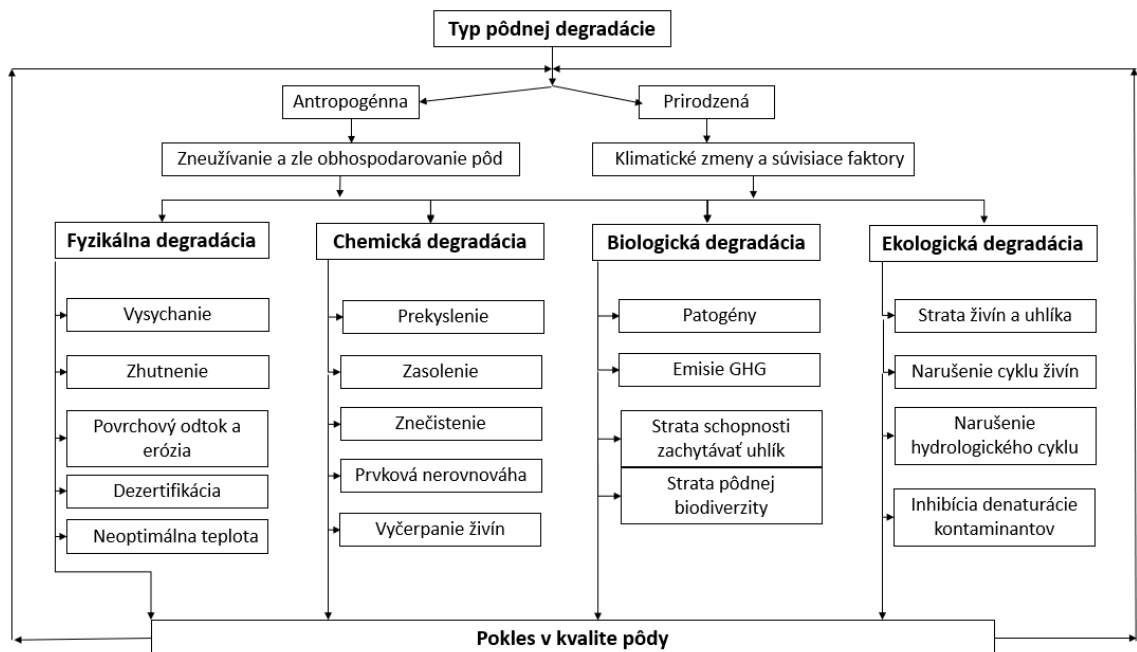 Typ pôdnej degradácie
Antropogénna
Prirodzená
Zneužívanie a zle obhospodarovanie pôd
Klimatické zmeny a súvisiace faktory
Fyzikálna degradácia
Chemická degradácia
Biologická degradácia
Ekologická degradácia
Vysychanie
Zhutnenie
Povrchový odtok a
erózia
Dezertifikácia
Neoptimálna teplota
Prekyslenie
Zasolenie
Znečistenie
Prvková nerovnováha
Vyčerpanie živín
Patogény
Emisie GHG
Strata schopnosti
zachytávať uhlík
Strata pôdnej
biodiverzity
Strata živín a uhlíka
Narušenie cyklu živín
Narušenie
hydrologického cyklu
Inhibícia denaturácie
kontaminantov
Pokles v kvalite pôdy